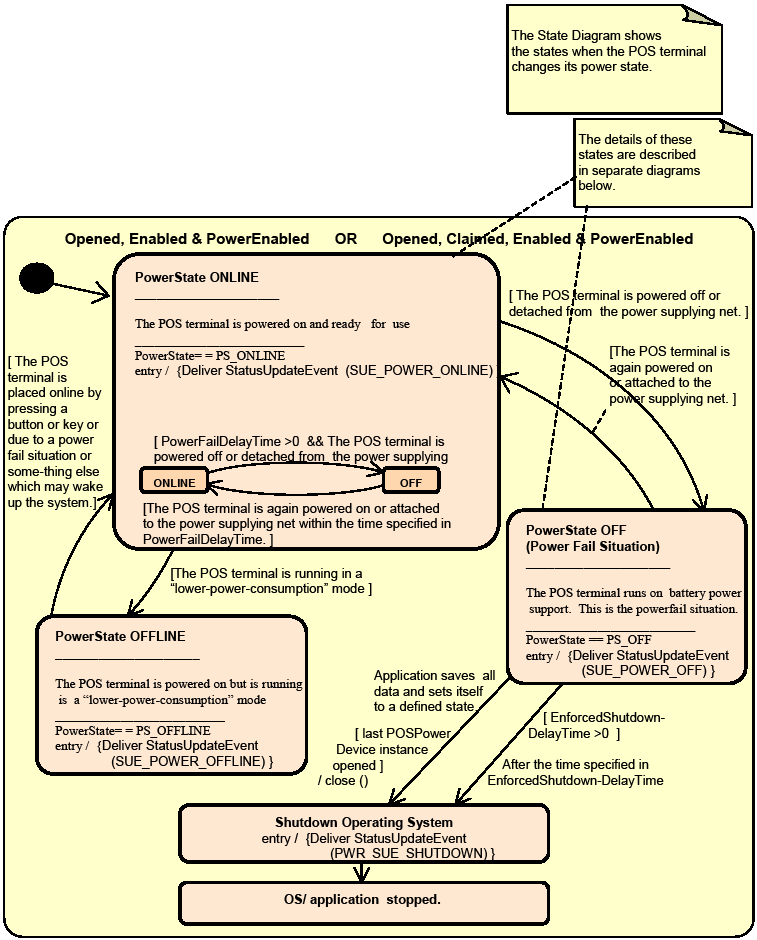 The State Diagram shows
the states when the POS terminal
changes its power state.
The details of these
states are described
in separate diagrams
below.
Opened, Enabled & PowerEnabled OR Opened, Claimed, Enabled & PowerEnabled
PowerState ONLINE
The POS terminal is powered on and ready for use
PowerState= = PS_ONLINE
entry / {Deliver StatusUpdateEvent (SUE_POWER_ONLINE)
[ PowerFailDelayTime >0 && The POS terminal is
powered off or detached from the power supplying
ONLINE
OFF
[The POS terminal is again powered on or attached
to the power supplying net within the time specified in
PowerFailDelayTime. ]
[ The POS terminal is powered off or
detached from the power supplying net. ]
[The POS terminal is
again powered on
or attached to the
power supplying net. ]
[ The POS
terminal is
placed online by
pressing a
button or key or
due to a power
fail situation or
some-thing else
which may wake
up the system.]
PowerState OFF
(Power Fail Situation)
The POS terminal runs on battery power
support. This is the powerfail situation.
PowerState == PS_OFF
entry / {Deliver StatusUpdateEvent
(SUE_POWER_OFF) }
[The POS terminal is running in a
“lower-power-consumption” mode ]
PowerState OFFLINE
The POS terminal is powered on but is running
is a “lower-power-consumption” mode
PowerState= = PS_OFFLINE
entry / {Deliver StatusUpdateEvent
(SUE_POWER_OFFLINE) }
Application saves all
data and sets itself
to a defined state.
[ last POSPower
Device instance
opened ]
/ close ()
[ EnforcedShutdown-
DelayTime >0 ]
After the time specified in
EnforcedShutdown-DelayTime
Shutdown Operating System
entry / {Deliver StatusUpdateEvent
(PWR_SUE_SHUTDOWN) }
OS/ application stopped.